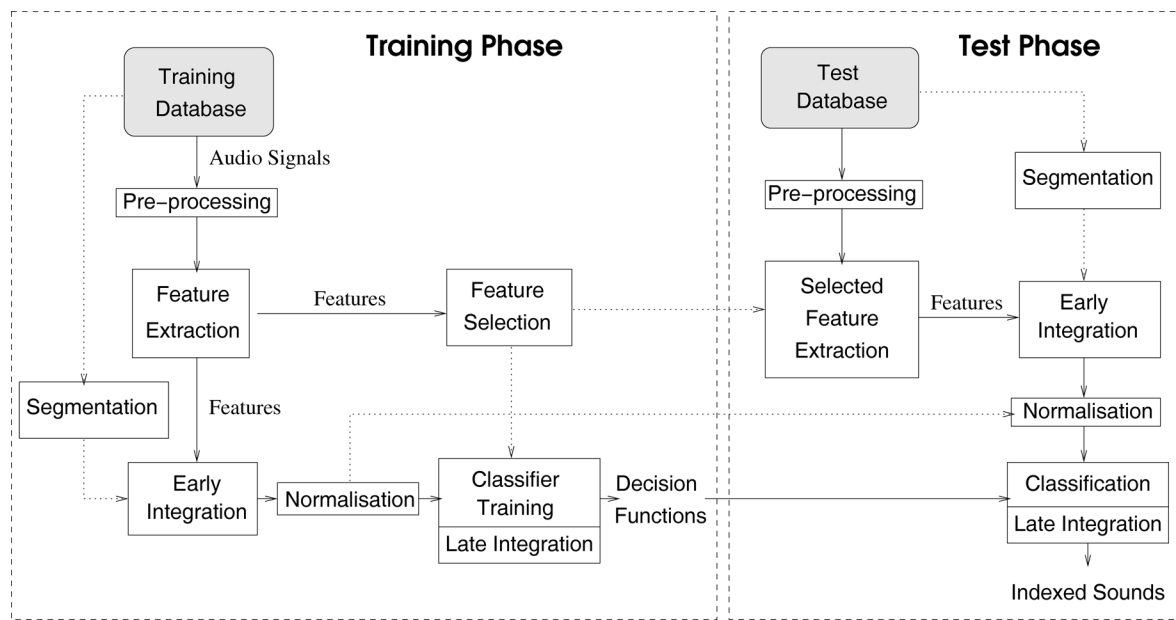 Training Phase
Training
Database
Audio Signals
Pre−processing
Feature
Extraction
Features
Feature
Selection
Segmentation
Features
Early
Integration
Normalisation
Classifier
Training
Late Integration
Decision
Functions
Test Phase
Test
Database
Segmentation
Pre−processing
Selected
Feature
Extraction
Features
Early
Integration
Normalisation
Classification
Late Integration
Indexed Sounds